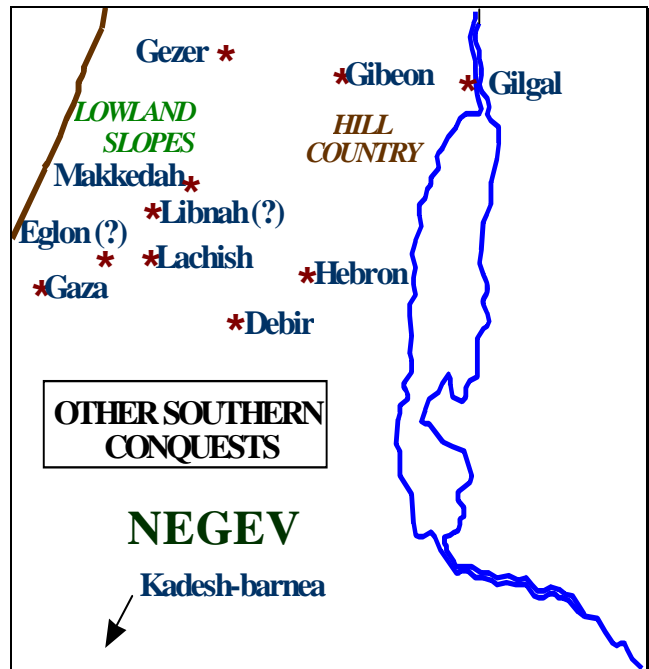 Gezer
Gibeon
Gilgal
LOWLAND
SLOPES
HILL
COUNTRY
Makkedah
Libnah (?)
Eglon (?)
Lachish
Hebron
Gaza
Debir
OTHER SOUTHERN
CONQUESTS
NEGEV
Kadesh-barnea